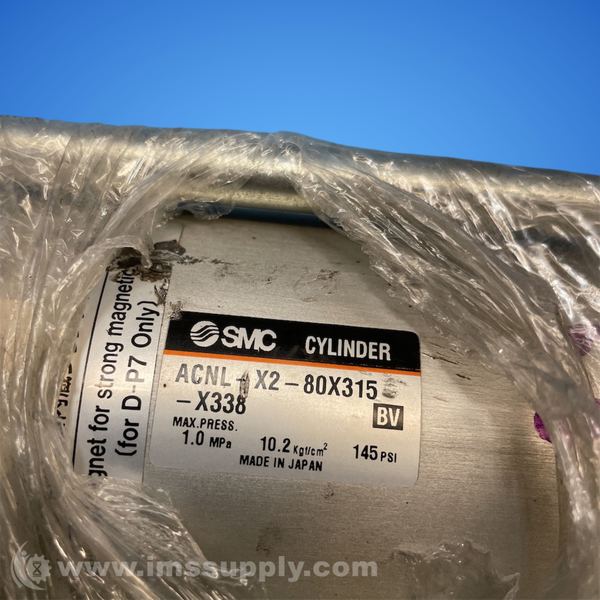 gnet for strong magnetic
(for D-P7 Only)
SMC CYLINDER
ACNL-X2-80X315
-X338
BV
MAX.PRESS.
1.0 MPa 10.2 Kgf/cm² 145 PSI
MADE IN JAPAN
www.imssupply.com